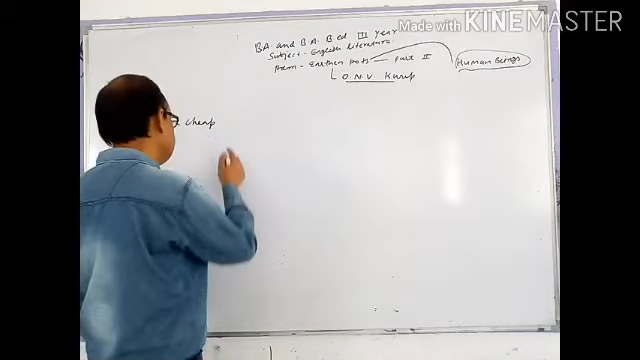 Made with KINEMASTER
BA and B.A. B.ed III year
Subject - English literature
Poem - Earthen pots - Part II
Human Beings
O.N.V. Kurup
cheap